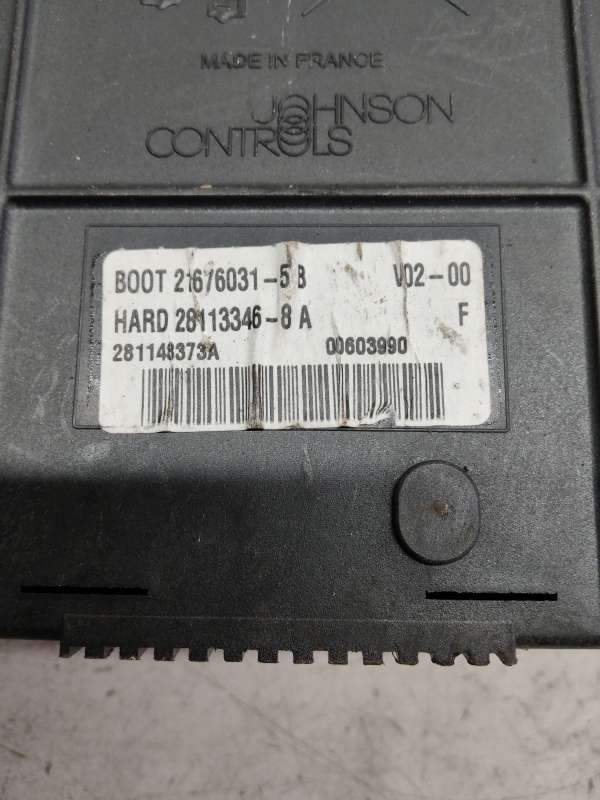 MADE IN FRANCE
JOHNSON
CONTROLS
BOOT 21676031-5 B V02-00
HARD 28113346-8 A F
281148373A 00603990